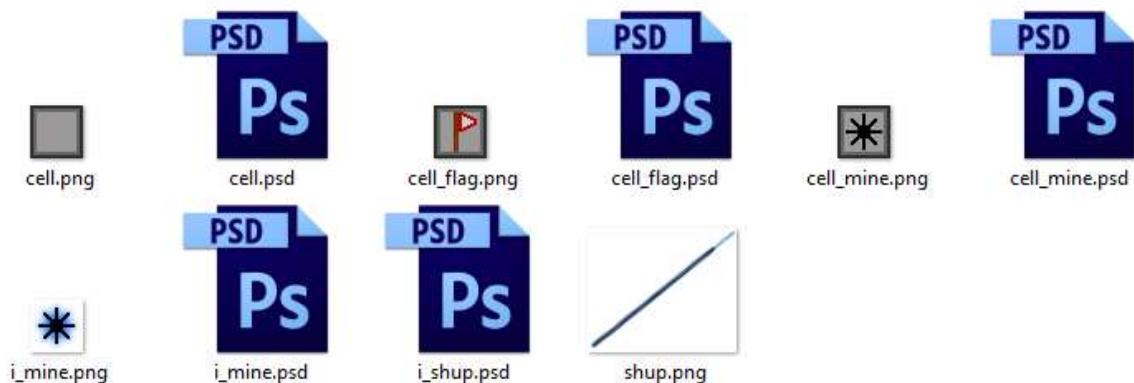 PSD PSD PSD
Ps Ps Ps
cell.png cell.psd cell_flag.png cell_flag.psd cell_mine.png cell_mine.psd
PSD PSD
Ps Ps
i_mine.png i_mine.psd i_shup.psd shup.png